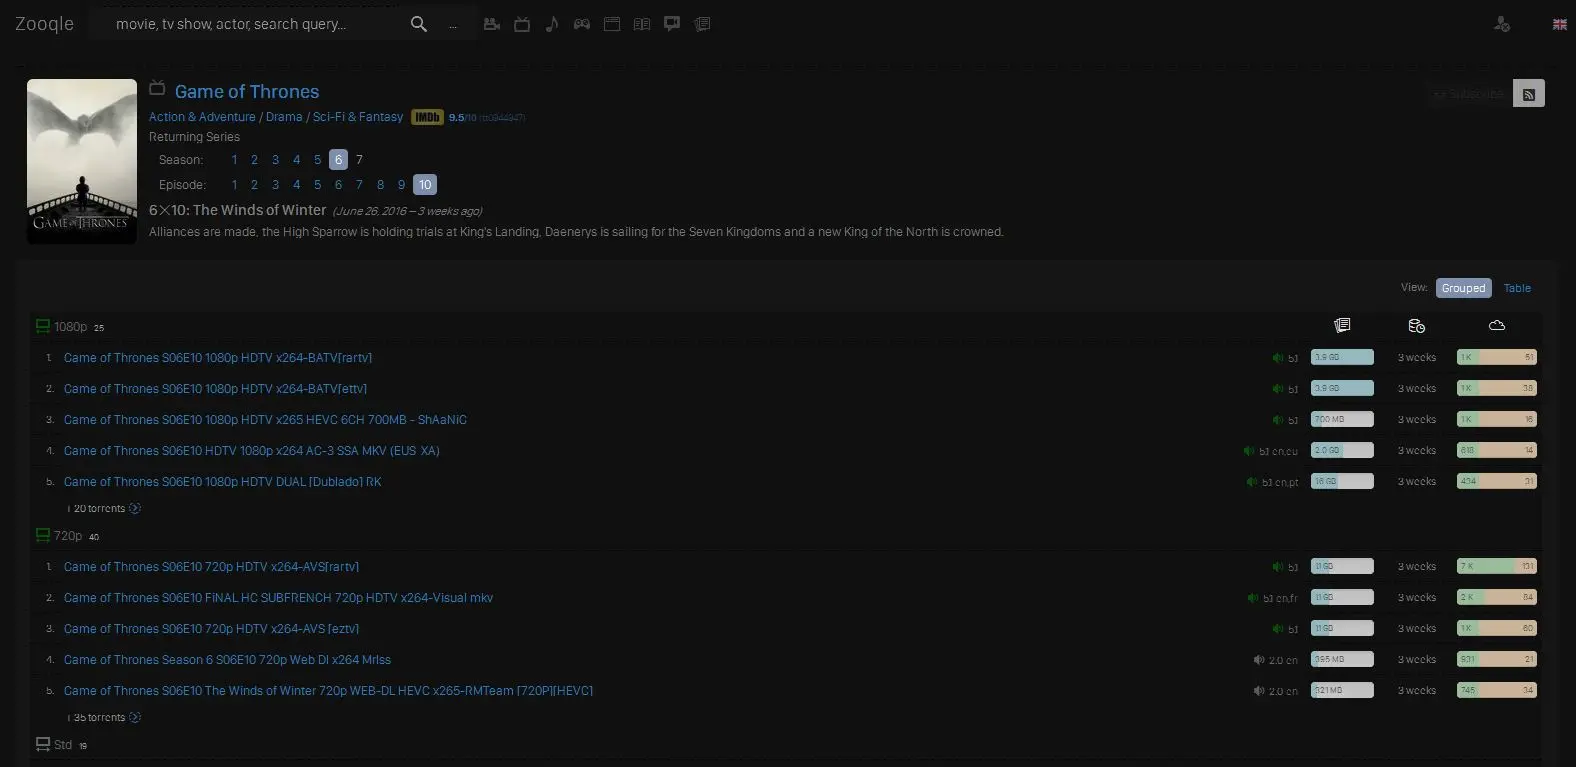 Zooqle movie, tv show, actor, search query... ...
Game of Thrones
Subscribe
Action & Adventure / Drama / Sci-Fi & Fantasy IMDb 9.5/10 (tt0944947)
Returning Series
Season: 1 2 3 4 5 6 7
Episode: 1 2 3 4 5 6 7 8 9 10
GAME OF THRONES
6×10: The Winds of Winter (June 26, 2016 – 3 weeks ago)
Alliances are made, the High Sparrow is holding trials at King's Landing, Daenerys is sailing for the Seven Kingdoms and a new King of the North is crowned.
View: Grouped Table
1080p 25
1. Game of Thrones S06E10 1080p HDTV x264-BATV[rartv] 5.1 3.9 GB 3 weeks 1 K 51
2. Game of Thrones S06E10 1080p HDTV x264-BATV[ettv] 5.1 3.9 GB 3 weeks 1 K 38
3. Game of Thrones S06E10 1080p HDTV x265 HEVC 6CH 700MB - ShAaNiG 5.1 700 MB 3 weeks 1 K 16
4. Game of Thrones S06E10 HDTV 1080p x264 AC-3 SSA MKV (EUS XA) 5.1 en,eu 2.0 GB 3 weeks 618 14
5. Game of Thrones S06E10 1080p HDTV DUAL [Dublado] RK 5.1 en,pt 1.6 GB 3 weeks 434 31
+ 20 torrents
720p 40
1. Game of Thrones S06E10 720p HDTV x264-AVS[rartv] 5.1 1.1 GB 3 weeks 7 K 131
2. Game of Thrones S06E10 FINAL HC SUBFRENCH 720p HDTV x264-Visual mkv 5.1 en,fr 1.1 GB 3 weeks 2 K 84
3. Game of Thrones S06E10 720p HDTV x264-AVS [eztv] 5.1 1.1 GB 3 weeks 1 K 60
4. Game of Thrones Season 6 S06E10 720p Web Dl x264 Mrlss 2.0 en 395 MB 3 weeks 931 21
5. Game of Thrones S06E10 The Winds of Winter 720p WEB-DL HEVC x265-RMTeam [720P][HEVC] 2.0 en 321 MB 3 weeks 745 34
+ 35 torrents
Std 19